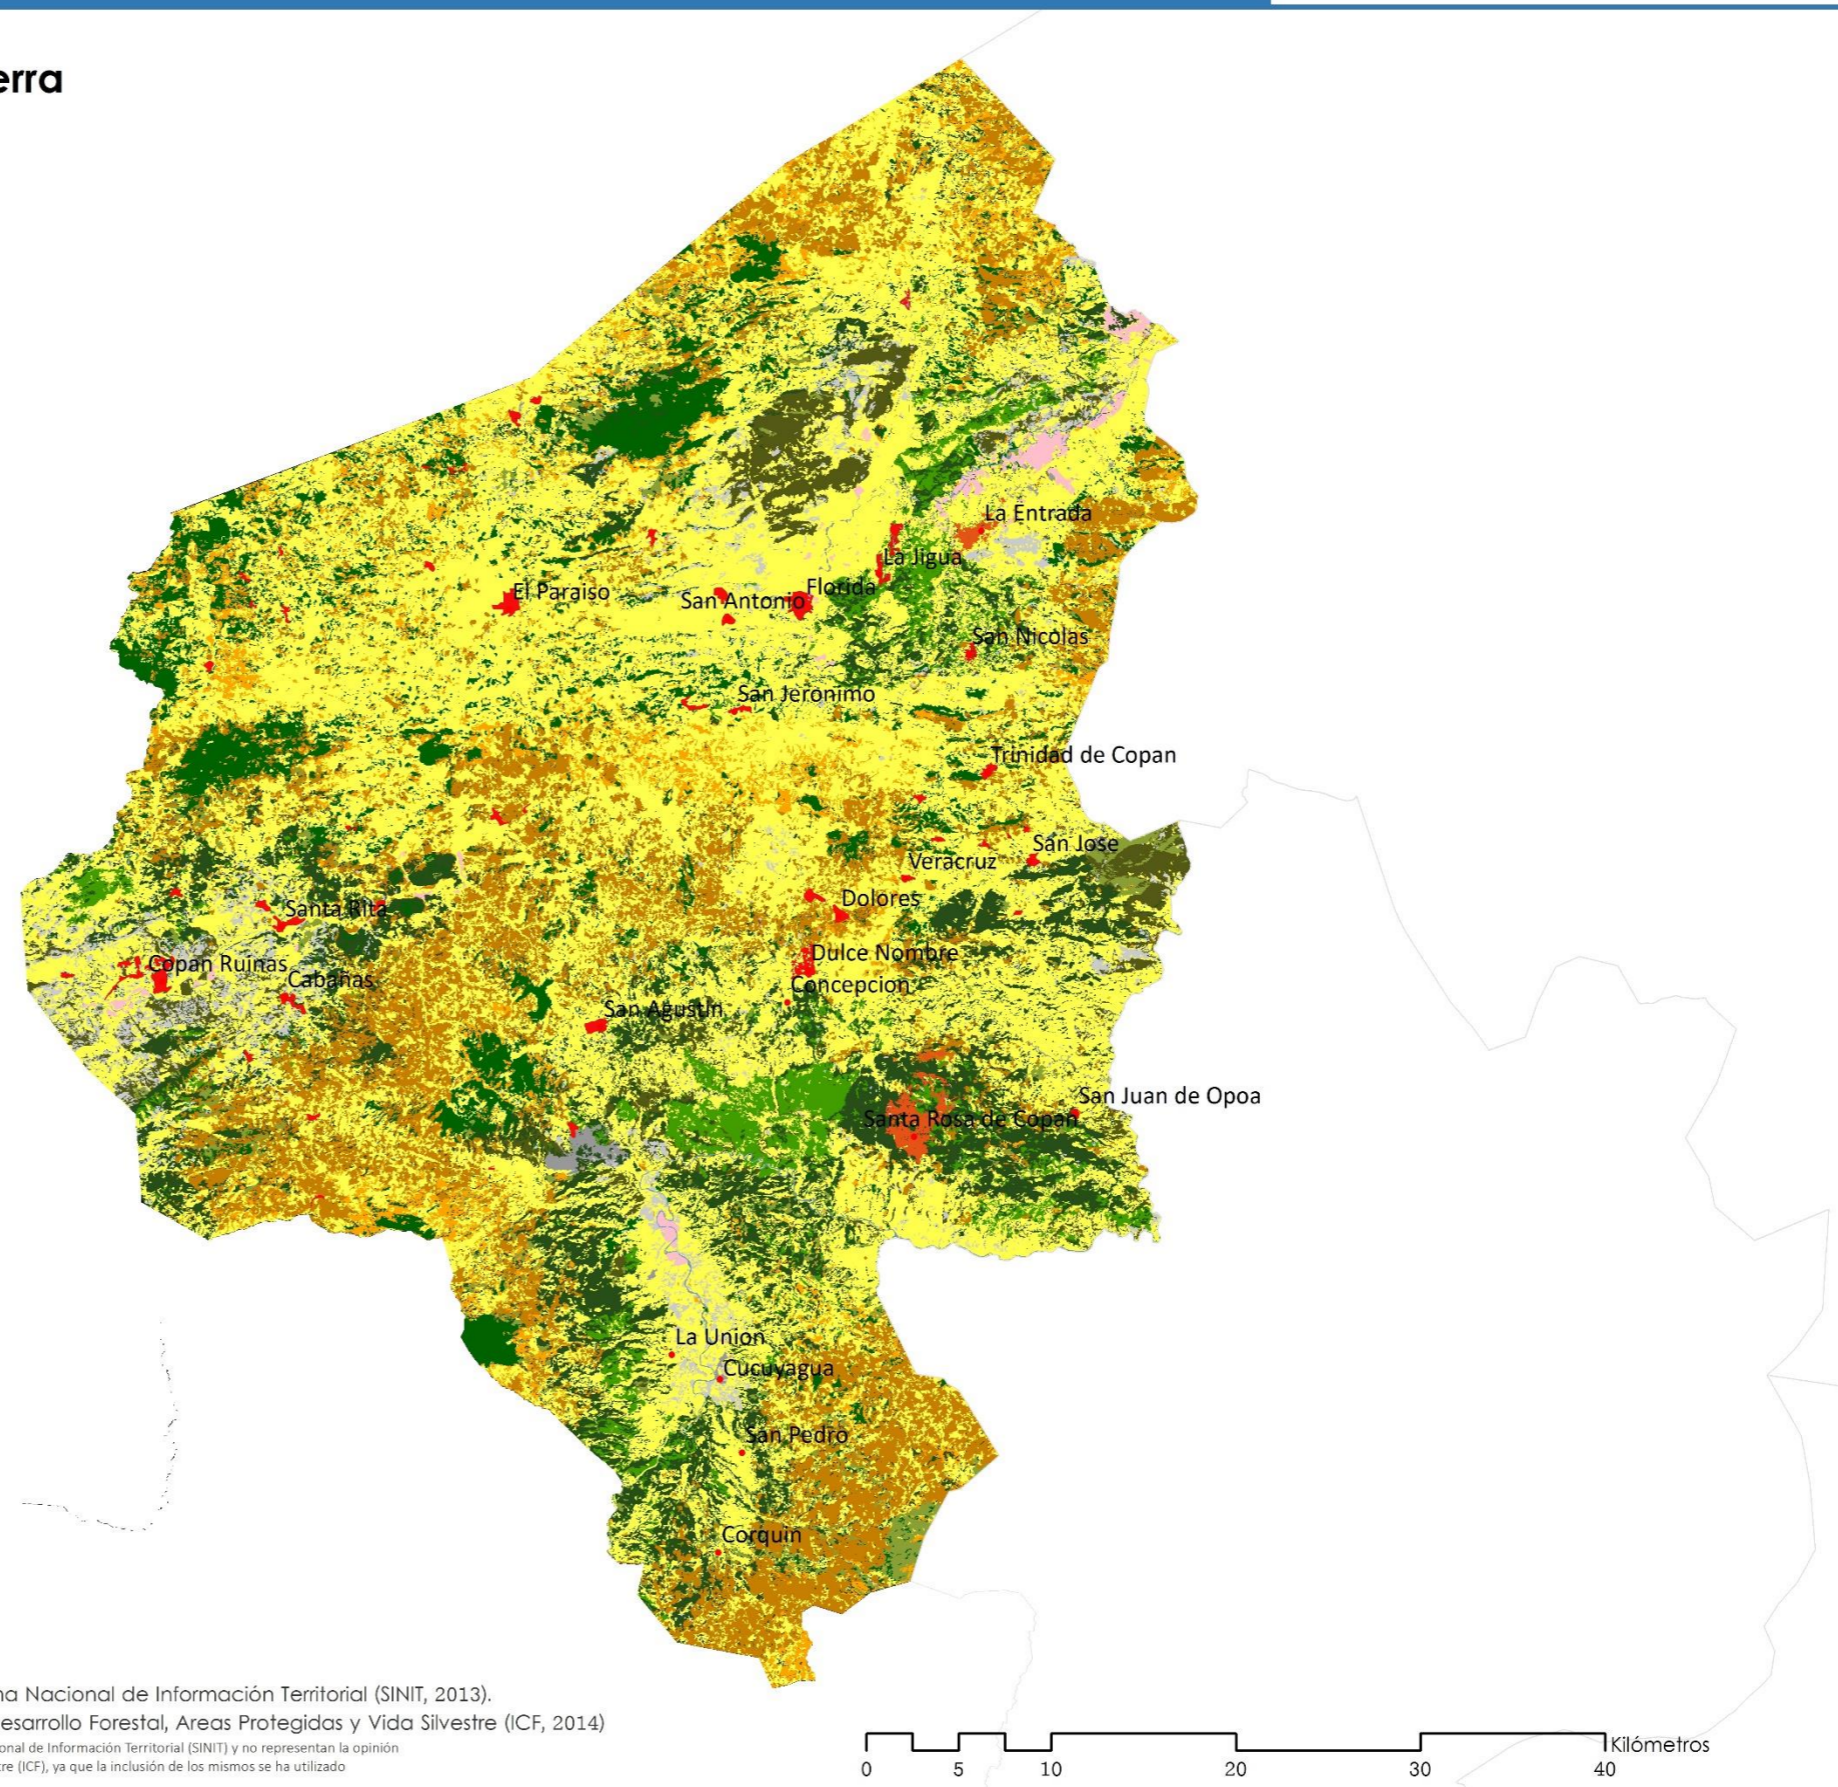 erra
La Entrada
La Jigua
El Paraiso
San Antonio
Florida
San Nicolas
San Jeronimo
Trinidad de Copan
San Jose
Veracruz
Dolores
Santa Rita
Dulce Nombre
Copan Ruinas
Cabañas
Concepcion
San Agustin
San Juan de Opoa
Santa Rosa de Copan
La Union
Cucuyagua
San Pedro
Corquin
na Nacional de Información Territorial (SINIT, 2013).
esarrollo Forestal, Areas Protegidas y Vida Silvestre (ICF, 2014)
onal de Información Territorial (SINIT) y no representan la opinión
tre (ICF), ya que la inclusión de los mismos se ha utilizado
Kilómetros
0 5 10 20 30 40